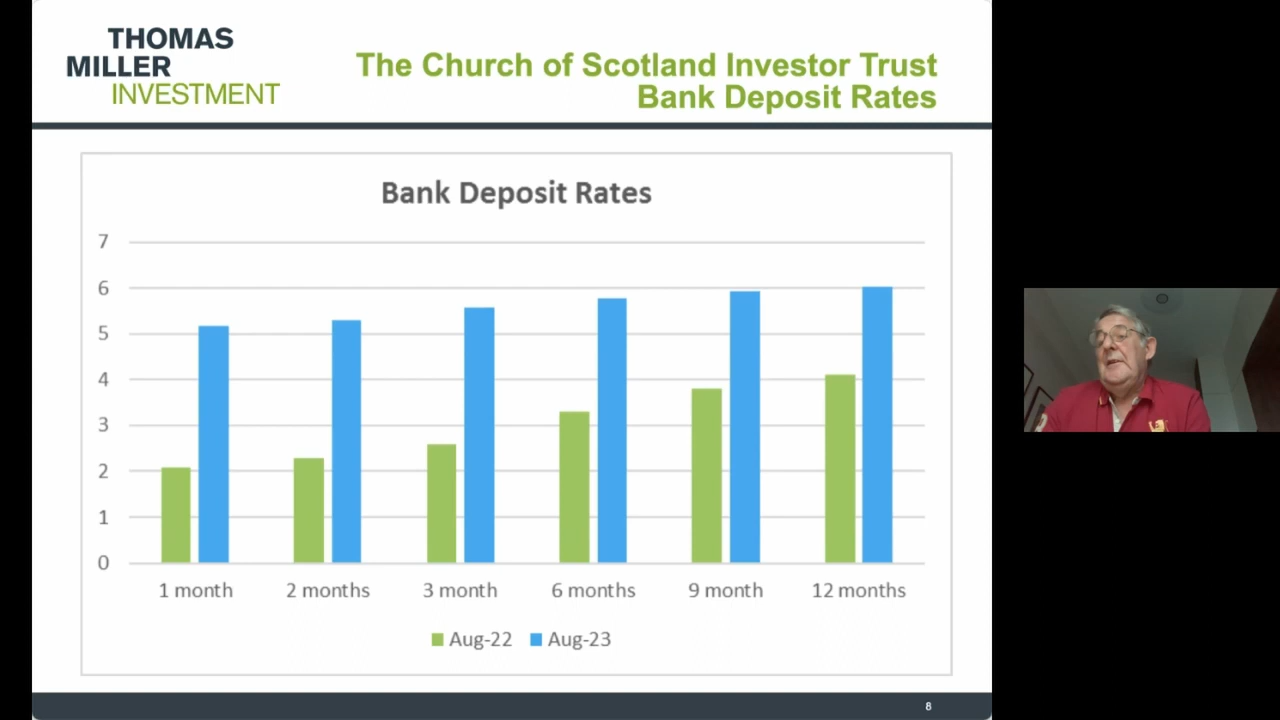 THOMAS
MILLER
INVESTMENT
The Church of Scotland Investor Trust
Bank Deposit Rates
Bank Deposit Rates
7
6
5
4
3
2
1
0
1 month 2 months 3 month 6 months 9 month 12 months
Aug-22 Aug-23
8